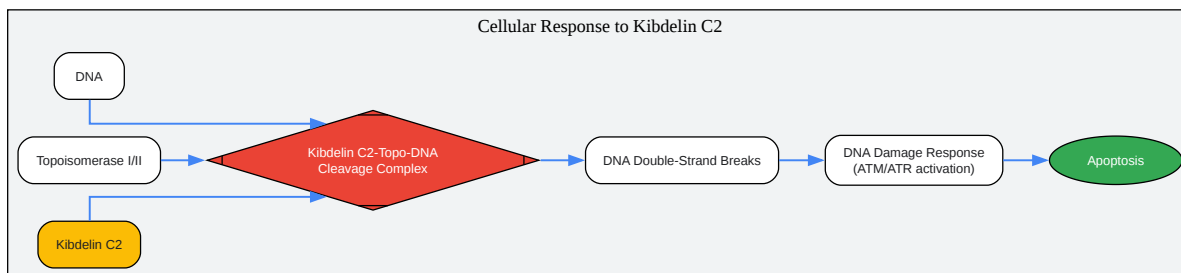 Cellular Response to Kibdelin C2
DNA
Topoisomerase I/II
Kibdelin C2
Kibdelin C2-Topo-DNA
Cleavage Complex
DNA Double-Strand Breaks
DNA Damage Response
(ATM/ATR activation)
Apoptosis